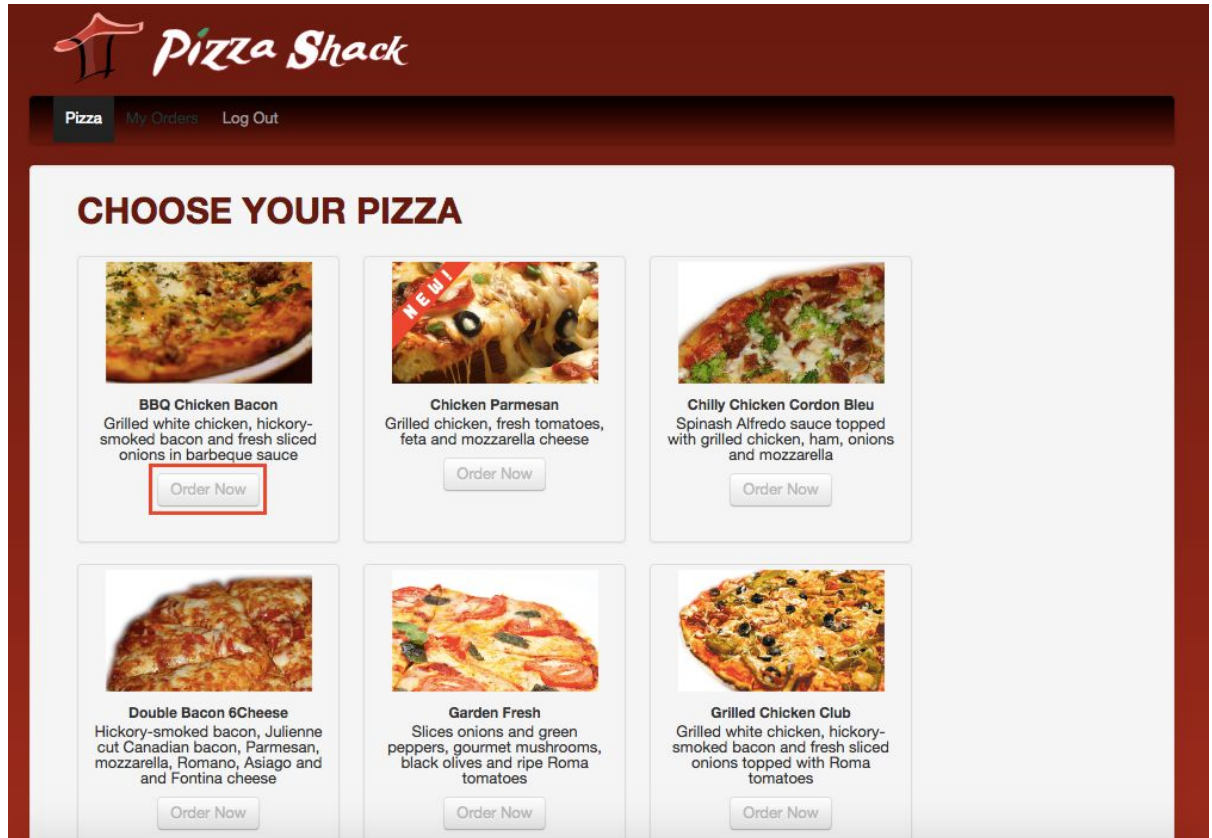 Pizza Shack
Pizza My Orders Log Out
CHOOSE YOUR PIZZA
BBQ Chicken Bacon
Grilled white chicken, hickory-
smoked bacon and fresh sliced
onions in barbeque sauce
Order Now
NEW!
Chicken Parmesan
Grilled chicken, fresh tomatoes,
feta and mozzarella cheese
Order Now
Chilly Chicken Cordon Bleu
Spinash Alfredo sauce topped
with grilled chicken, ham, onions
and mozzarella
Order Now
Double Bacon 6Cheese
Hickory-smoked bacon, Julienne
cut Canadian bacon, Parmesan,
mozzarella, Romano, Asiago and
and Fontina cheese
Order Now
Garden Fresh
Slices onions and green
peppers, gourmet mushrooms,
black olives and ripe Roma
tomatoes
Order Now
Grilled Chicken Club
Grilled white chicken, hickory-
smoked bacon and fresh sliced
onions topped with Roma
tomatoes
Order Now